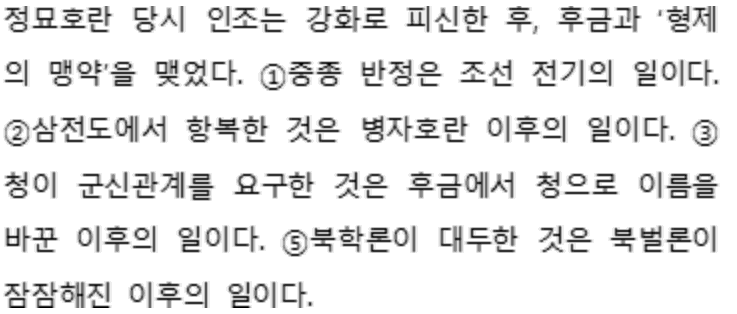 정묘호란 당시 인조는 강화로 피신한 후, 후금과 ‘형제
의 맹약’을 맺었다. ①중종 반정은 조선 전기의 일이다.
②삼전도에서 항복한 것은 병자호란 이후의 일이다. ③
청이 군신관계를 요구한 것은 후금에서 청으로 이름을
바꾼 이후의 일이다. ⑤북학론이 대두한 것은 북벌론이
잠잠해진 이후의 일이다.